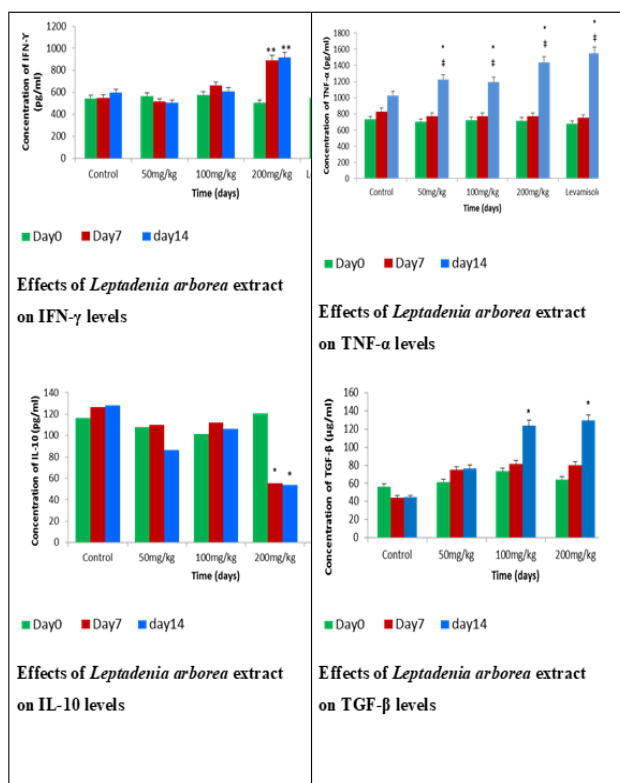 Concentration of IFN-Υ
(pg/ml)
1200
1000
800
600
400
200
0
** **
Control 50mg/kg 100mg/kg 200mg/kg
Time (days)
Day0 Day7 day14
Effects of Leptadenia arborea extract
on IFN-γ levels
Concentration of TNF-α
(pg/ml)
1800
1600
1400
1200
1000
800
600
400
200
0
* * * *
‡ ‡ ‡ ‡
Control 50mg/kg 100mg/kg 200mg/kg Levamisole
Time (days)
Day0 Day7 day14
Effects of Leptadenia arborea extract
on TNF-α levels
Concentration of IL-10 (pg/ml)
140
120
100
80
60
40
20
0
* *
Control 50mg/kg 100mg/kg 200mg/kg
Time (days)
Day0 Day7 day14
Effects of Leptadenia arborea extract
on IL-10 levels
Concentration of TGF-β (µg/ml)
160
140
120
100
80
60
40
20
0
* *
Control 50mg/kg 100mg/kg 200mg/kg
Time (days)
Day0 Day7 day14
Effects of Leptadenia arborea extract
on TGF-β levels